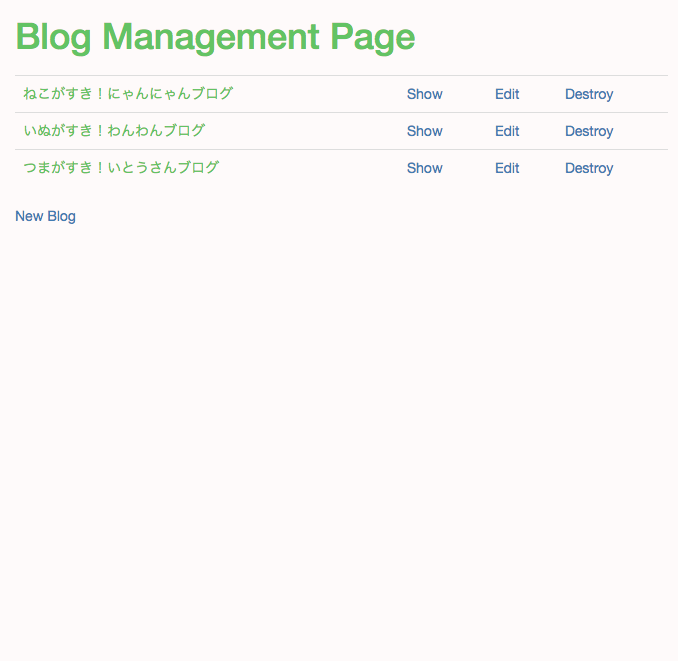 Blog Management Page
ねこがすき！にゃんにゃんブログ Show Edit Destroy
いぬがすき！わんわんブログ Show Edit Destroy
つまがすき！いとうさんブログ Show Edit Destroy
New Blog